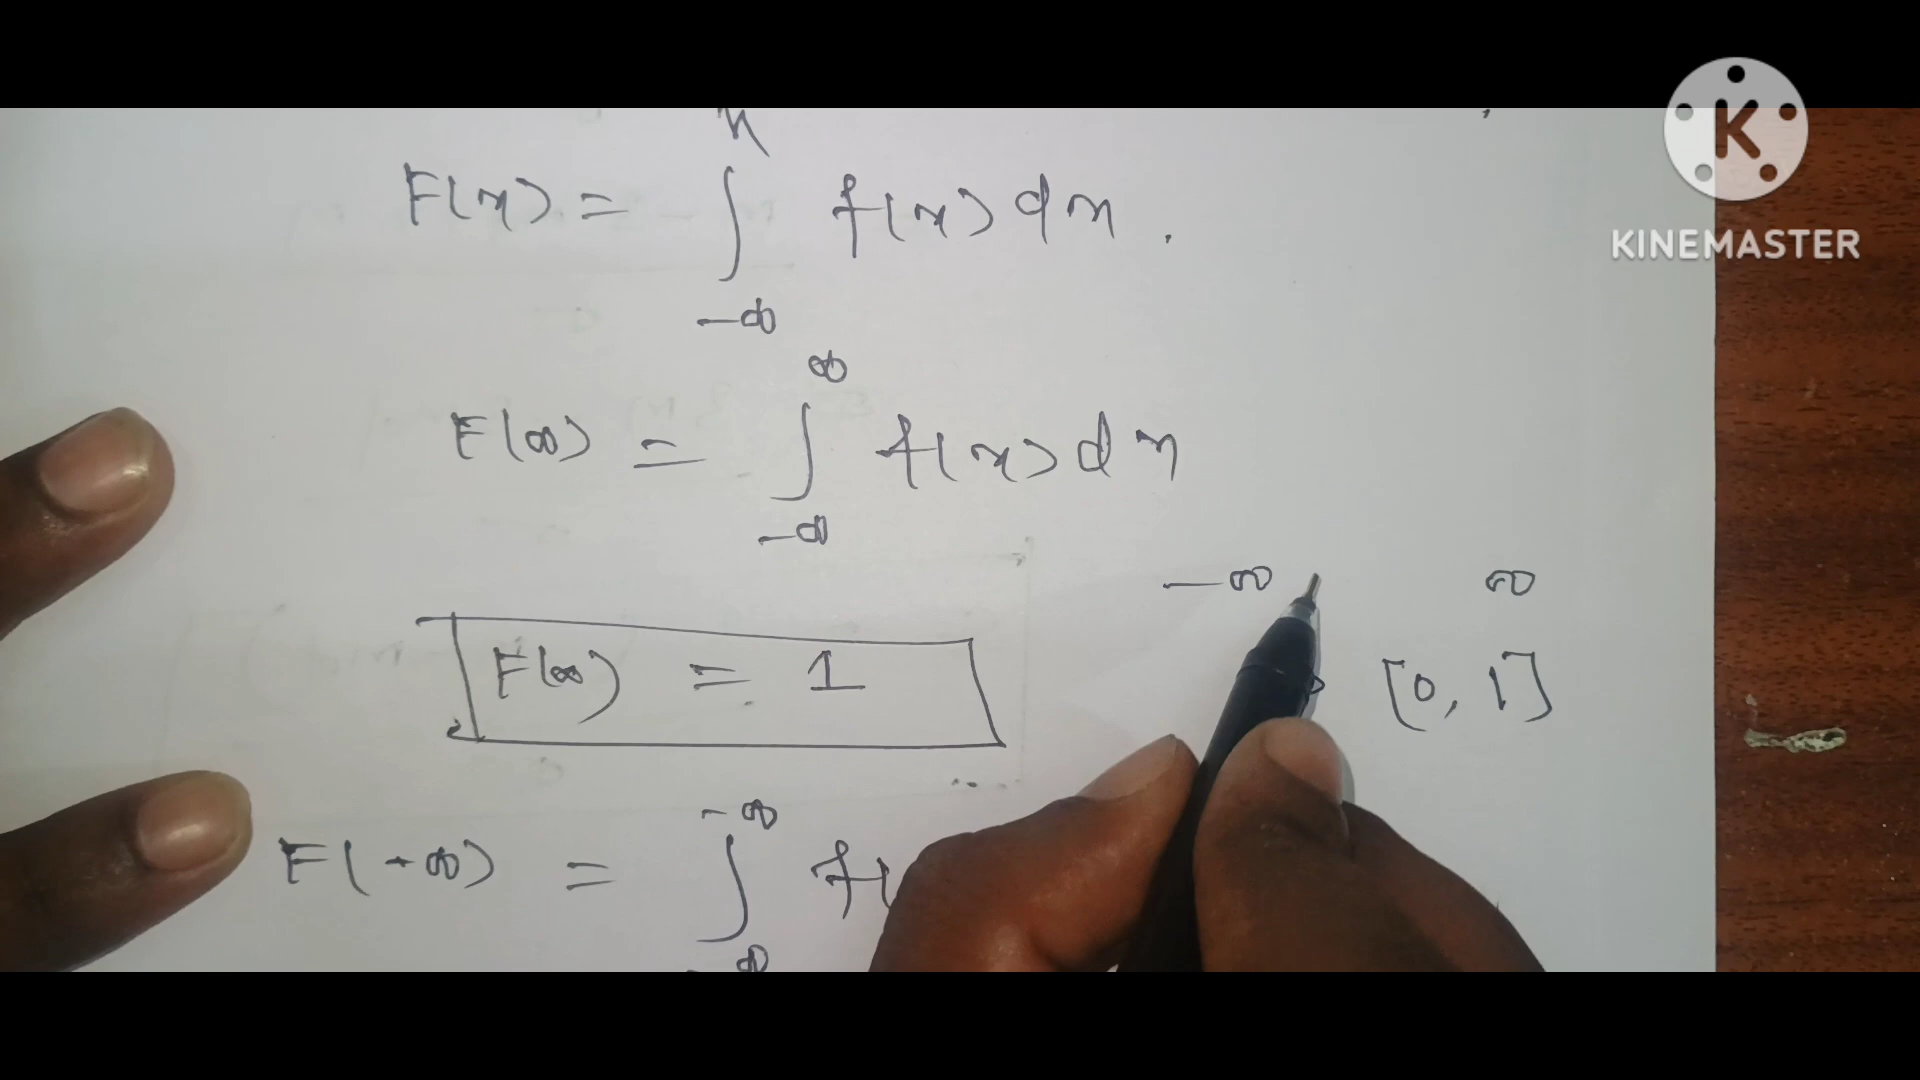 F(x) = ∫_{-∞}^{x} f(x) dx .
F(∞) = ∫_{-∞}^{∞} f(x) dx
-∞ ∞
F(∞) = 1
[0, 1]
F(-∞) = ∫_{-∞}^{-∞} f(
K
KINEMASTER